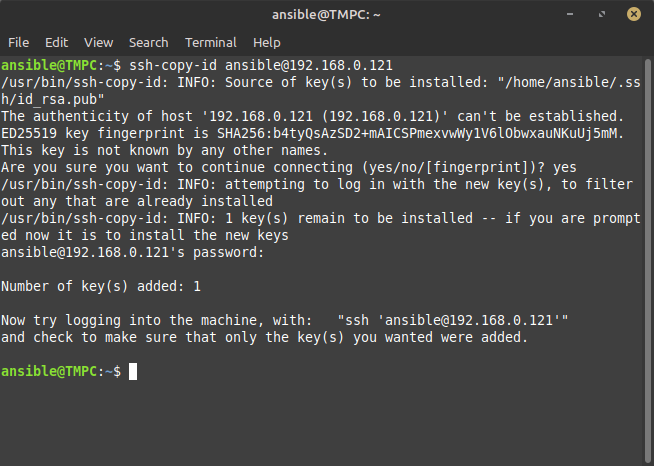 ansible@TMPC: ~
File Edit View Search Terminal Help
ansible@TMPC:~$ ssh-copy-id ansible@192.168.0.121
/usr/bin/ssh-copy-id: INFO: Source of key(s) to be installed: "/home/ansible/.ss
h/id_rsa.pub"
The authenticity of host '192.168.0.121 (192.168.0.121)' can't be established.
ED25519 key fingerprint is SHA256:b4tyQsAzSD2+mAICSPmexvwWy1V6lObwxauNKuUj5mM.
This key is not known by any other names.
Are you sure you want to continue connecting (yes/no/[fingerprint])? yes
/usr/bin/ssh-copy-id: INFO: attempting to log in with the new key(s), to filter
out any that are already installed
/usr/bin/ssh-copy-id: INFO: 1 key(s) remain to be installed -- if you are prompt
ed now it is to install the new keys
ansible@192.168.0.121's password:
Number of key(s) added: 1
Now try logging into the machine, with:   "ssh 'ansible@192.168.0.121'"
and check to make sure that only the key(s) you wanted were added.
ansible@TMPC:~$